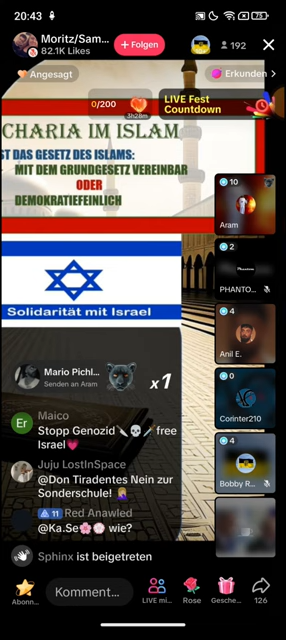 20:43
75
Moritz/Sam...
82.1K Likes
+ Folgen
192
Angesagt
Erkunden >
0/200
3h28m
LIVE Fest
Countdown
CHARIA IM ISLAM
ST DAS GESETZ DES ISLAMS:
MIT DEM GRUNDGESETZ VEREINBAR
ODER
DEMOKRATIEFEINLICH
Solidarität mit Israel
10
Aram
2
Phantom
PHANTO...
4
Anil E.
0
Corinter210
4
Bobby R...
Mario Pichl...
Senden an Aram
x1
Er
Maico
Stopp Genozid🔪💀🔪 free
Israel💗
Juju LostInSpace
@Don Tiradentes Nein zur
Sonderschule! 🤦🏼‍♀️
11 Red Anawled
@Ka.Se🌸🌸 wie?
Sphinx ist beigetreten
Abonn...
Komment...
LIVE mi...
Rose
Gesche...
126